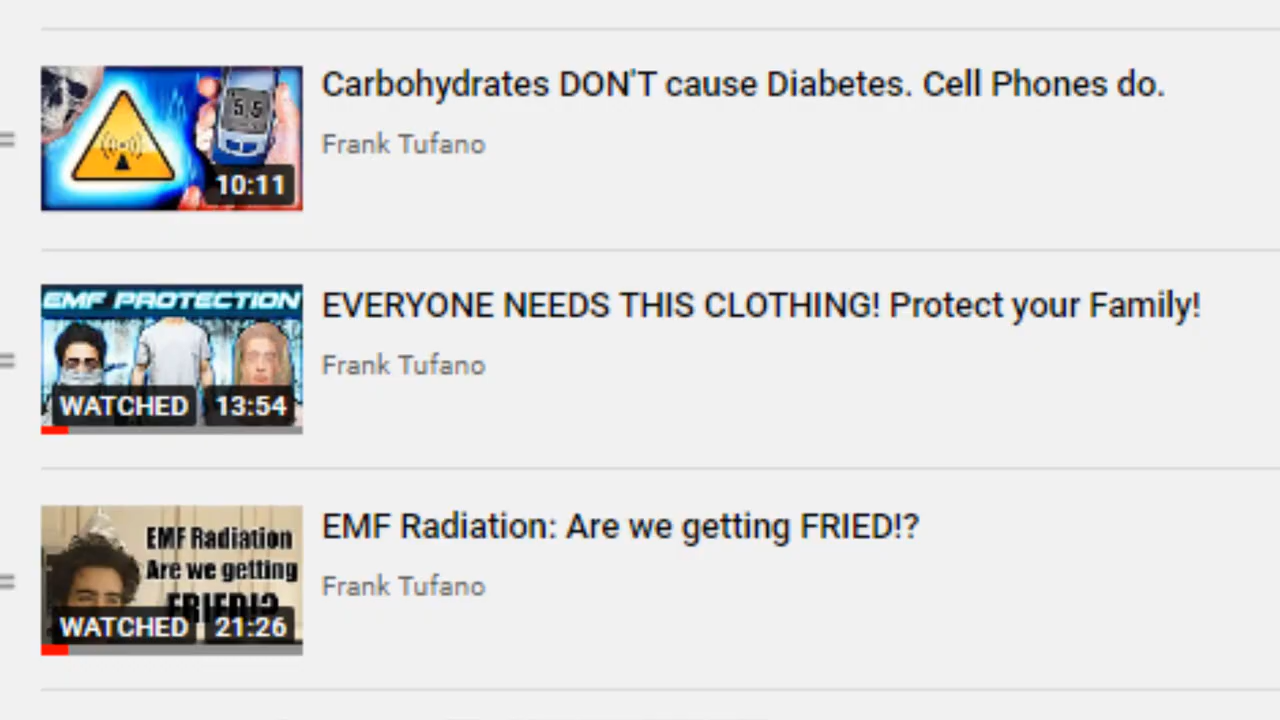 Carbohydrates DON'T cause Diabetes. Cell Phones do.
Frank Tufano
5.5
10:11
EMF PROTECTION
EVERYONE NEEDS THIS CLOTHING! Protect your Family!
Frank Tufano
WATCHED 13:54
EMF Radiation: Are we getting FRIED!?
EMF Radiation
Are we getting
FRIED!?
Frank Tufano
WATCHED 21:26